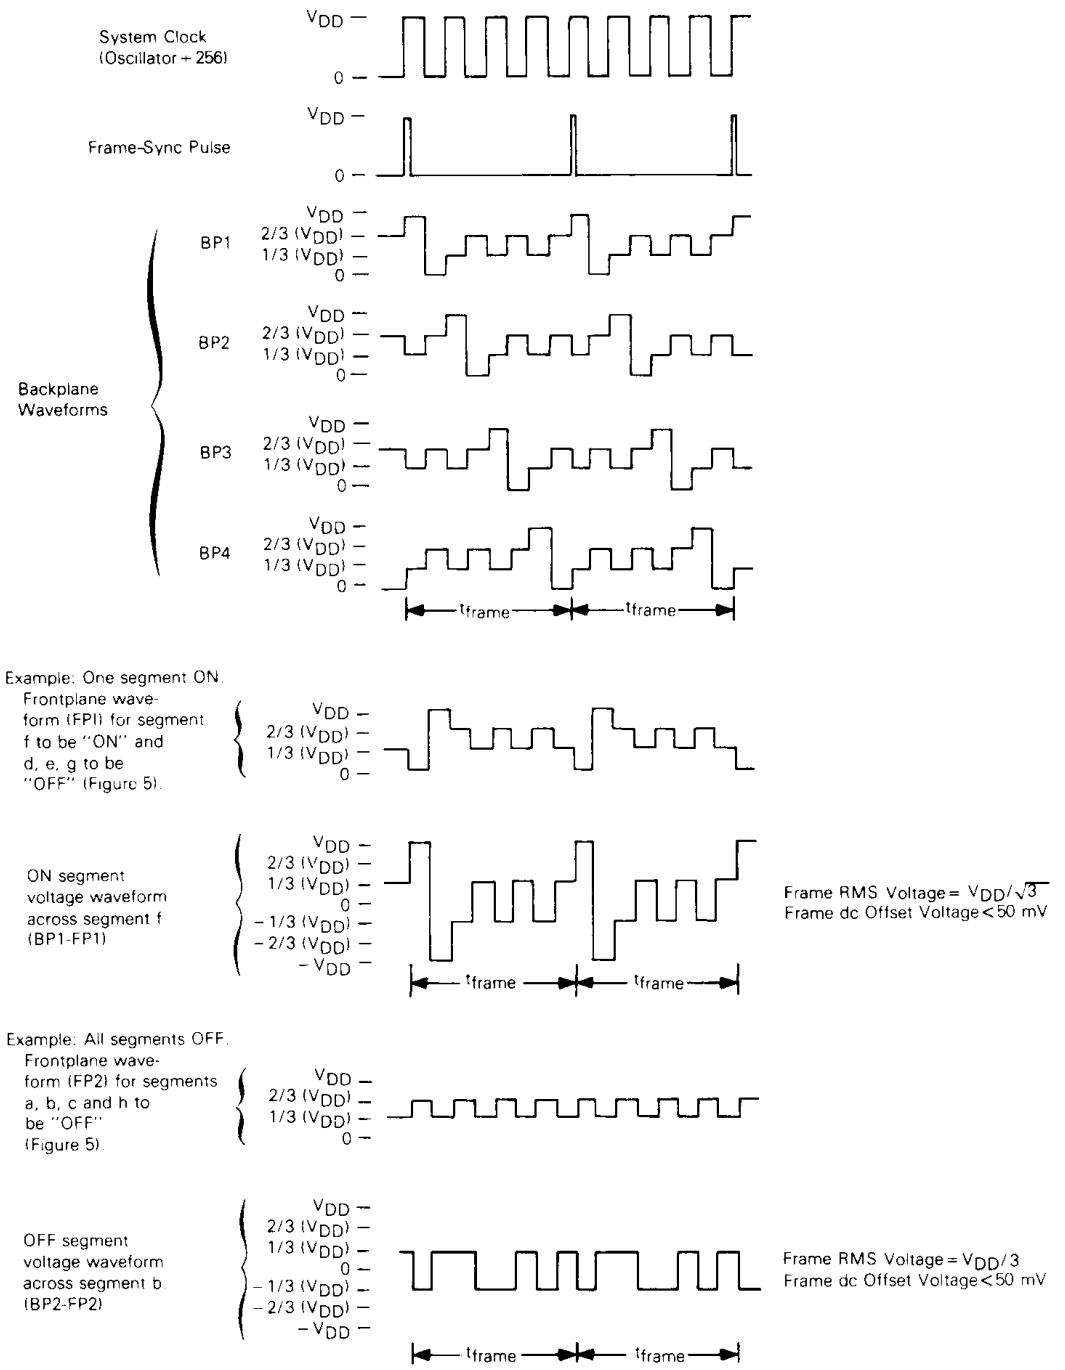 System Clock
(Oscillator ÷ 256)
VDD
0
Frame-Sync Pulse
VDD
0
Backplane
Waveforms
BP1
VDD
2/3 (VDD)
1/3 (VDD)
0
BP2
VDD
2/3 (VDD)
1/3 (VDD)
0
BP3
VDD
2/3 (VDD)
1/3 (VDD)
0
BP4
VDD
2/3 (VDD)
1/3 (VDD)
0
tframe tframe
Example: One segment ON.
Frontplane wave-
form (FPI) for segment
f to be "ON" and
d, e, g to be
"OFF" (Figure 5).
VDD
2/3 (VDD)
1/3 (VDD)
0
ON segment
voltage waveform
across segment f
(BP1-FP1)
VDD
2/3 (VDD)
1/3 (VDD)
0
-1/3 (VDD)
-2/3 (VDD)
-VDD
Frame RMS Voltage = VDD/√3
Frame dc Offset Voltage<50 mV
tframe tframe
Example: All segments OFF.
Frontplane wave-
form (FP2) for segments
a, b, c and h to
be "OFF"
(Figure 5).
VDD
2/3 (VDD)
1/3 (VDD)
0
OFF segment
voltage waveform
across segment b.
(BP2-FP2)
VDD
2/3 (VDD)
1/3 (VDD)
0
-1/3 (VDD)
-2/3 (VDD)
-VDD
Frame RMS Voltage = VDD/3
Frame dc Offset Voltage<50 mV
tframe tframe